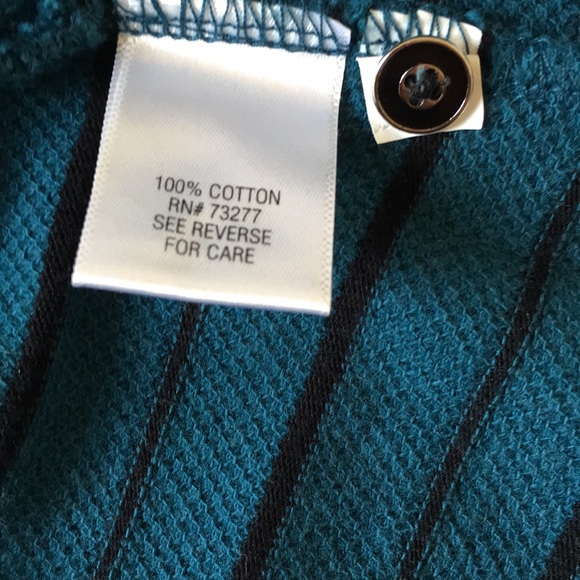 100% COTTON
RN# 73277
SEE REVERSE
FOR CARE